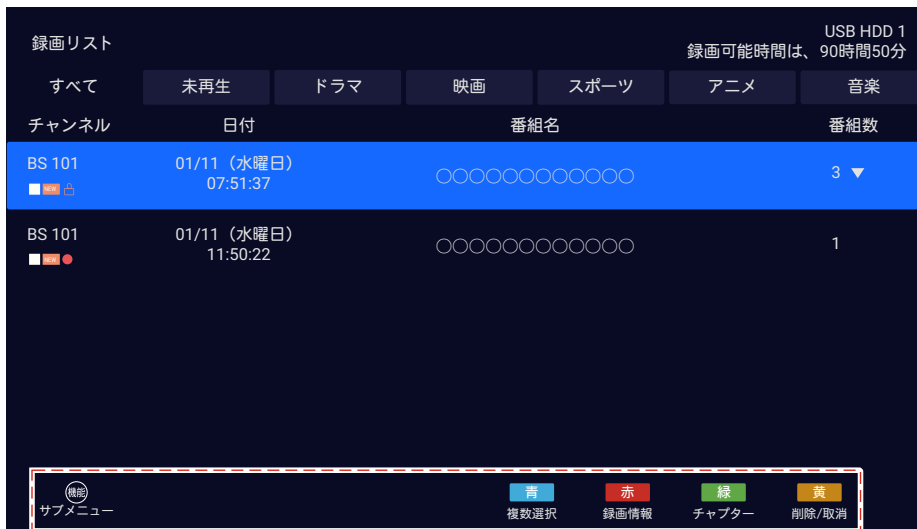 録画リスト
USB HDD 1
録画可能時間は、90時間50分
すべて 未再生 ドラマ 映画 スポーツ アニメ 音楽
チャンネル 日付 番組名 番組数
BS 101 01/11（水曜日） 07:51:37 ○○○○○○○○○○○○ 3 ▼
NEW
BS 101 01/11（水曜日） 11:50:22 ○○○○○○○○○○○○ 1
NEW
機能 青 赤 緑 黄
サブメニュー 複数選択 録画情報 チャプター 削除/取消